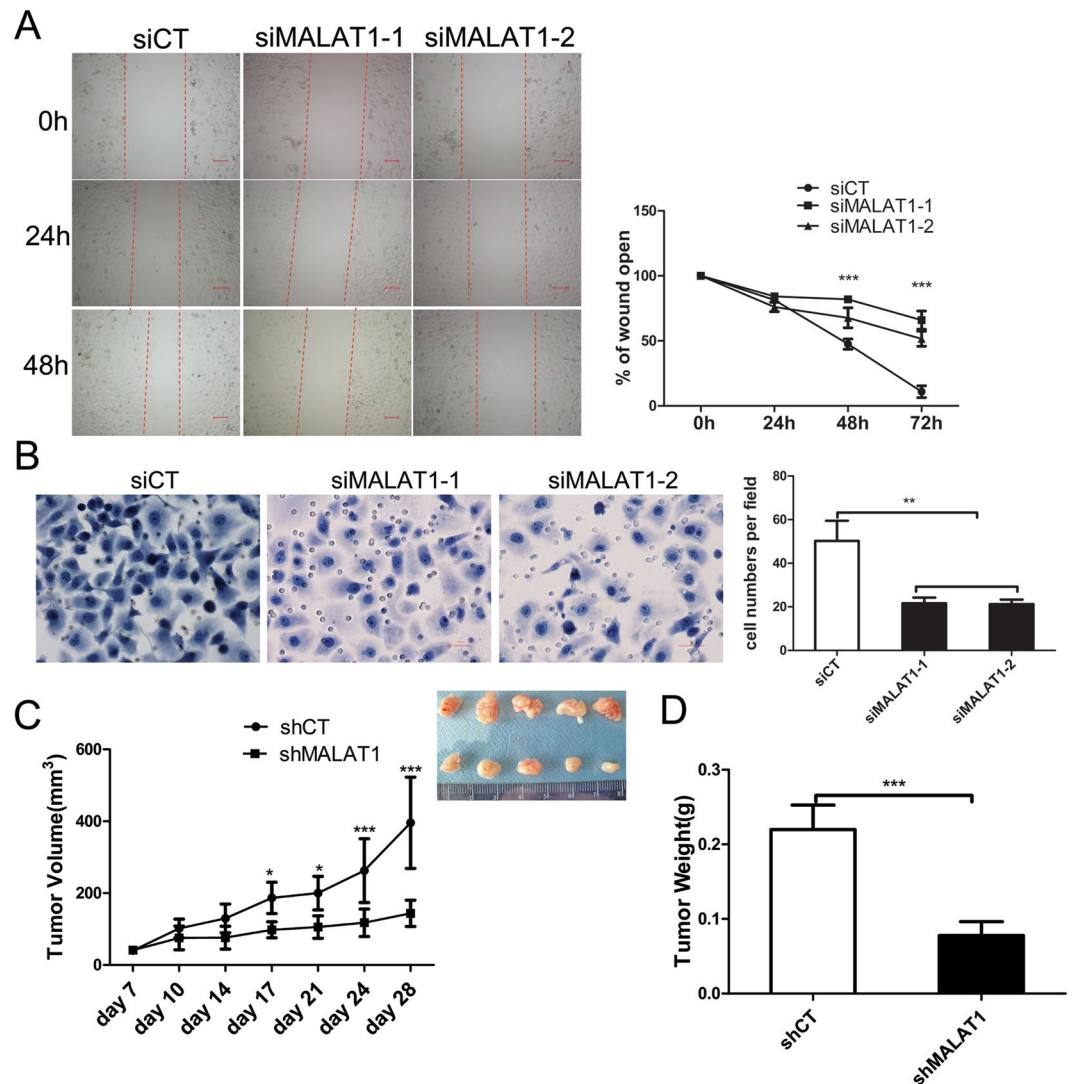 A
siCT siMALAT1-1 siMALAT1-2
0h
24h
48h
siCT
siMALAT1-1
siMALAT1-2
% of wound open
150
100
50
0
*** ***
0h 24h 48h 72h
B
siCT siMALAT1-1 siMALAT1-2
cell numbers per field
80
60
40
20
0
**
siCT siMALAT1-1 siMALAT1-2
C
shCT
shMALAT1
Tumor Volume(mm³)
600
400
200
0
* * *** ***
day 7 day 10 day 14 day 17 day 21 day 24 day 28
D
Tumor Weight(g)
0.3
0.2
0.1
0.0
***
shCT shMALAT1